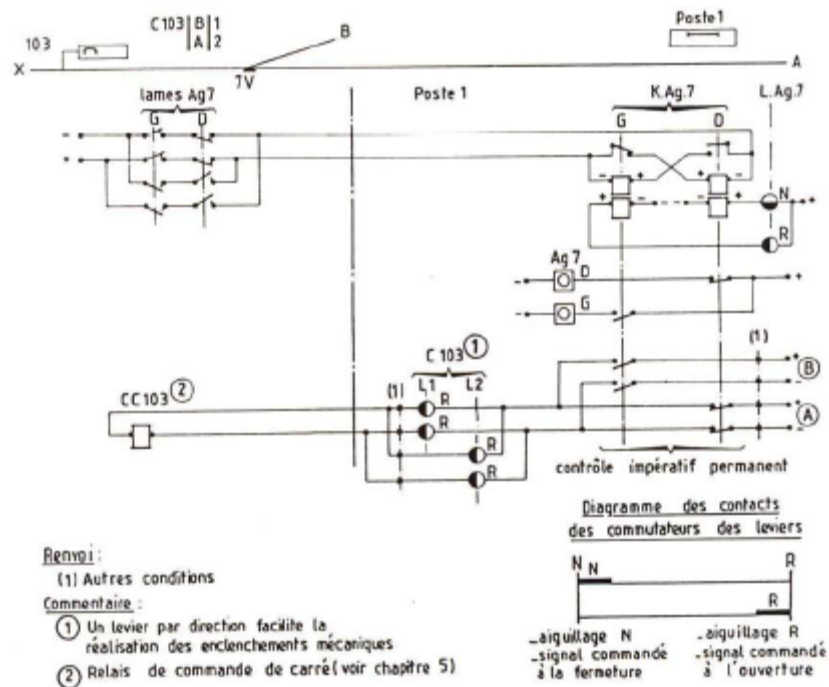 C103 | B | 1
A | 2
Poste 1
103
B
X
TV
A
lames Ag7
Poste 1
K.Ag.7
L.Ag.7
G D
G D
-
+
- + - +
+ - - + N +
R
Ag 7
- D +
- G
C 103 ①
(1)
CC103 ②
(1) L1 L2
R
R
R
R
+ Ⓑ
-
+ Ⓐ
-
contrôle impératif permanent
Diagramme des contacts
des commutateurs des leviers
N N R
R
_aiguillage N
_signal commandé
à la fermeture
_aiguillage R
_signal commandé
à l'ouverture
Renvoi :
(1) Autres conditions
Commentaire :
① Un levier par direction facilite la
réalisation des enclenchements mécaniques
② Relais de commande de carré (voir chapitre 5)